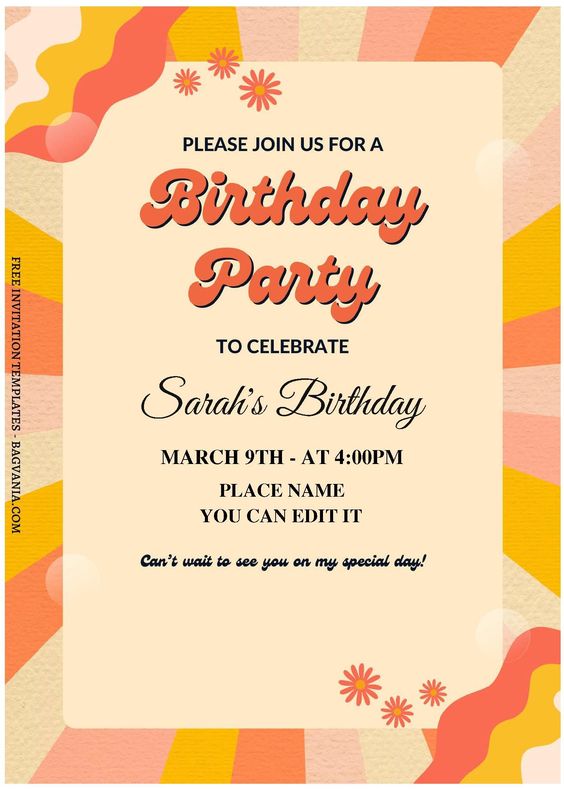 PLEASE JOIN US FOR A
Birthday
Party
TO CELEBRATE
Sarah's Birthday
MARCH 9TH - AT 4:00PM
PLACE NAME
YOU CAN EDIT IT
Can't wait to see you on my special day!
FREE INVITATION TEMPLATES - BAGVANIA.COM